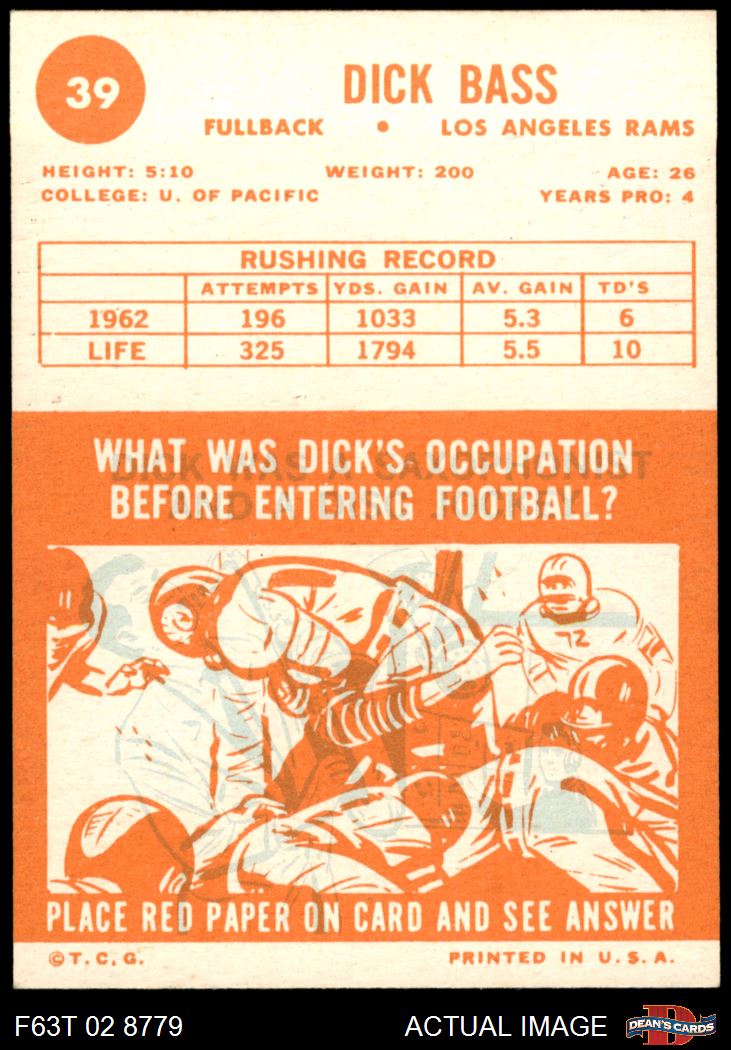 39
DICK BASS
FULLBACK • LOS ANGELES RAMS
HEIGHT: 5:10 WEIGHT: 200 AGE: 26
COLLEGE: U. OF PACIFIC YEARS PRO: 4
RUSHING RECORD
ATTEMPTS YDS. GAIN AV. GAIN TD'S
1962 196 1033 5.3 6
LIFE 325 1794 5.5 10
WHAT WAS DICK'S OCCUPATION
DICK WAS A SAXOPHONIST
BEFORE ENTERING FOOTBALL?
72
PLACE RED PAPER ON CARD AND SEE ANSWER
©T.C.G. PRINTED IN U.S.A.
F63T 02 8779 ACTUAL IMAGE
D
DEAN'S CARDS